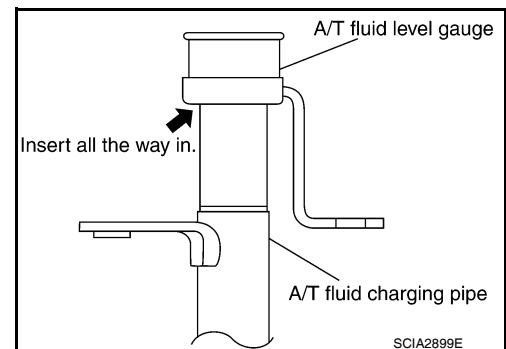 A/T fluid level gauge
Insert all the way in.
A/T fluid charging pipe
SCIA2899E